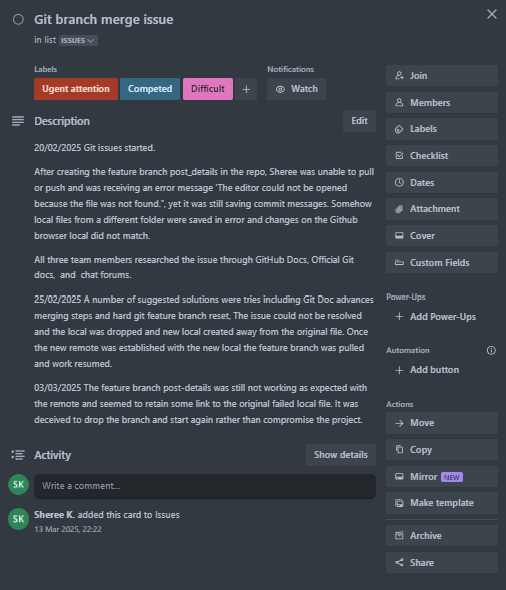 Git branch merge issue
in list ISSUES
Labels
Ugent attention
Competed
Difficult
+
Notifications
Watch
Description
Edit
20/02/2025 Git issues started.
After creating the feature branch post_details in the repo, Sheree was unable to pull
or push and was receiving an error message 'The editor could not be opened
because the file was not found.", yet it was still saving commit messages. Somehow
local files from a different folder were saved in error and changes on the Github
browser local did not match.
All three team members researched the issue through GitHub Docs, Official Git
docs, and chat forums.
25/02/2025 A number of suggested solutions were tries including Git Doc advances
merging steps and hard git feature branch reset, The issue could not be resolved
and the local was dropped and new local created away from the original file. Once
the new remote was established with the new local the feature branch was pulled
and work resumed.
03/03/2025 The feature branch post-details was still not working as expected with
the remote and seemed to retain some link to the original failed local file. It was
deceived to drop the branch and start again rather than compromise the project.
Activity
Show details
SK
Write a comment...
SK
Sheree K. added this card to Issues
13 Mar 2025, 22:22
Join
Members
Labels
Checklist
Dates
Attachment
Cover
Custom Fields
Power-Ups
+ Add Power-Ups
Automation
+ Add button
Actions
Move
Copy
Mirror NEW
Make template
Archive
Share